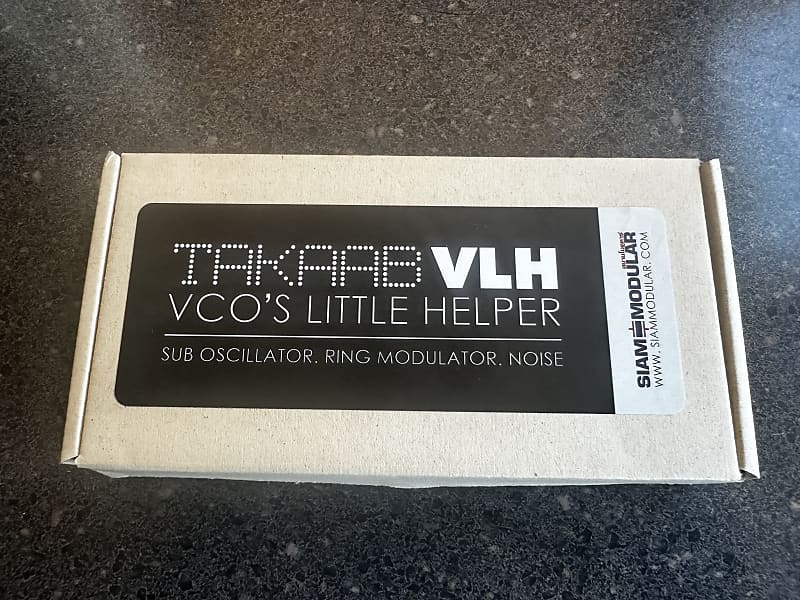 TAKAAB VLH
VCO'S LITTLE HELPER
SUB OSCILLATOR. RING MODULATOR. NOISE
SIAM MODULAR
WWW. SIAMMODULAR. COM